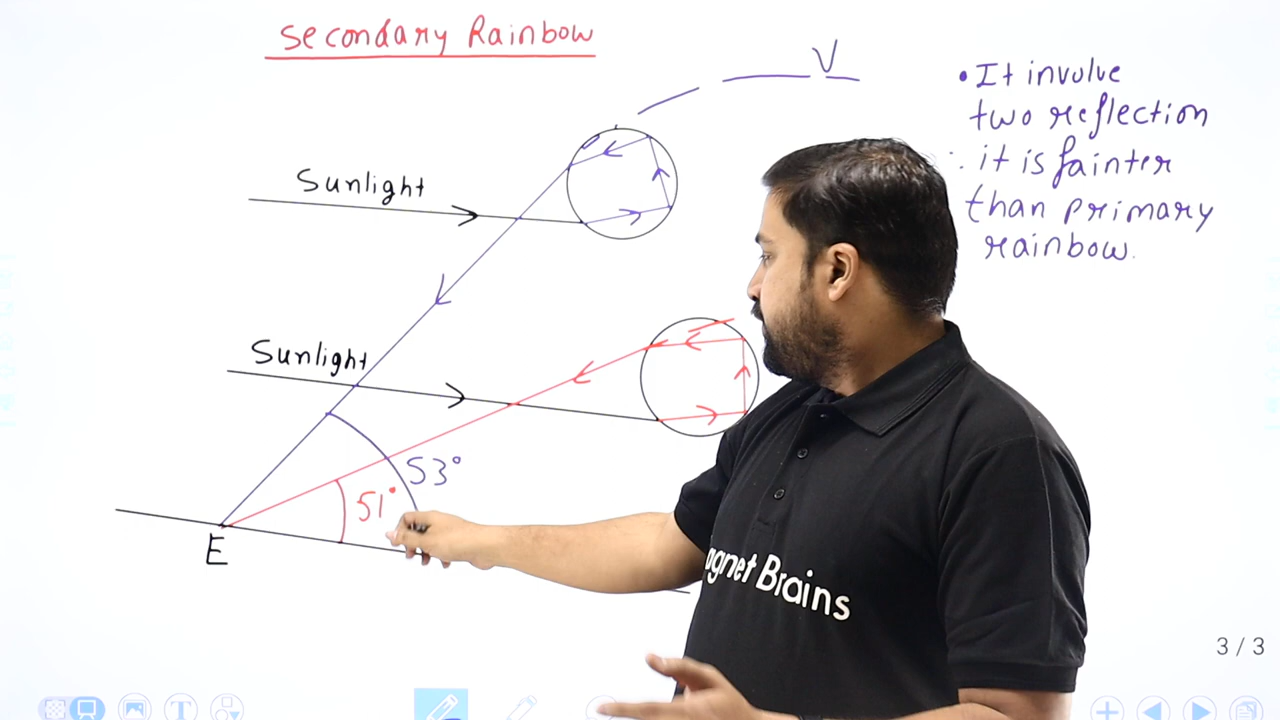 Secondary Rainbow
V
• It involve
two reflection
∴ it is fainter
than primary
rainbow.
Sunlight
Sunlight
53°
51°
E
agnet Brains
3 / 3